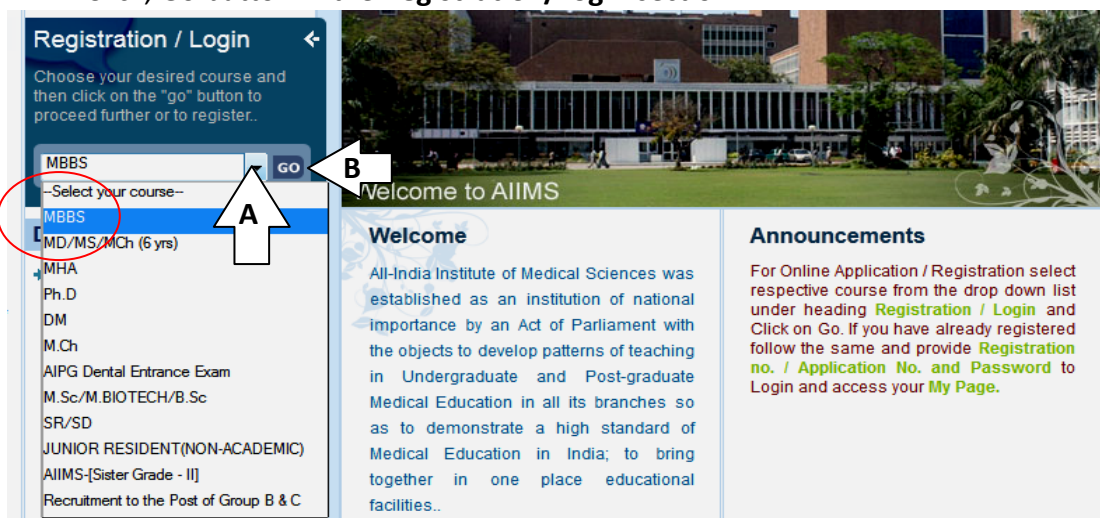 Registration / Login
Choose your desired course and
then click on the "go" button to
proceed further or to register..
MBBS
GO
B
A
--Select your course--
MBBS
MD/MS/MCh (6 yrs)
MHA
Ph.D
DM
M.Ch
AIPG Dental Entrance Exam
M.Sc/M.BIOTECH/B.Sc
SR/SD
JUNIOR RESIDENT(NON-ACADEMIC)
AIIMS-[Sister Grade - II]
Recruitment to the Post of Group B & C
Welcome to AIIMS
Welcome
All-India Institute of Medical Sciences was
established as an institution of national
importance by an Act of Parliament with
the objects to develop patterns of teaching
in Undergraduate and Post-graduate
Medical Education in all its branches so
as to demonstrate a high standard of
Medical Education in India; to bring
together in one place educational
facilities..
Announcements
For Online Application / Registration select
respective course from the drop down list
under heading Registration / Login and
Click on Go. If you have already registered
follow the same and provide Registration
no. / Application No. and Password to
Login and access your My Page.